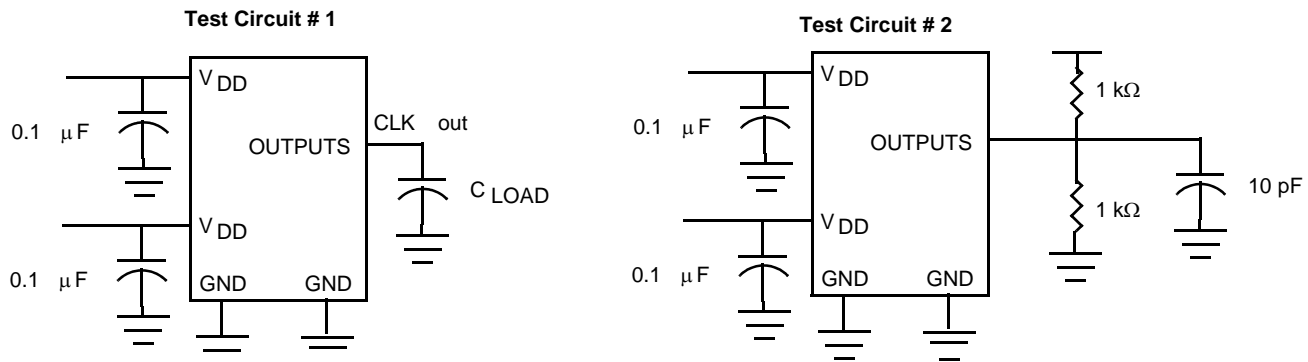 Test Circuit # 1
V DD
0.1 μF
CLK out
OUTPUTS
C LOAD
V DD
0.1 μF
GND GND
Test Circuit # 2
V DD
1 kΩ
0.1 μF
OUTPUTS
10 pF
1 kΩ
V DD
0.1 μF
GND GND